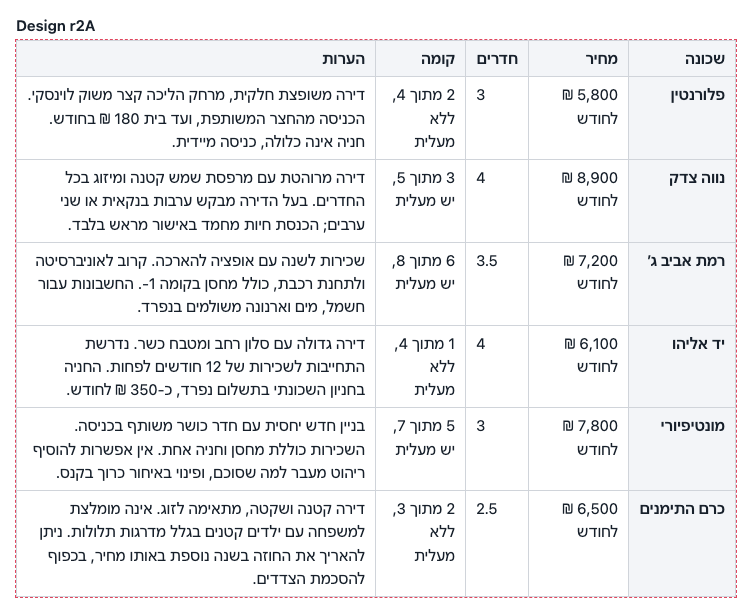 Design r2A
שכונה
מחיר
חדרים
קומה
הערות
פלורנטין
5,800 ₪
לחודש
3
2 מתוך 4,
ללא
מעלית
דירה משופצת חלקית, מרחק הליכה קצר משוק לוינסקי.
הכניסה מהחצר המשותפת, ועד בית 180 ₪ בחודש.
חניה אינה כלולה, כניסה מיידית.
נווה צדק
8,900 ₪
לחודש
4
3 מתוך 5,
יש מעלית
דירה מרוהטת עם מרפסת שמש קטנה ומיזוג בכל
החדרים. בעל הדירה מבקש ערבות בנקאית או שני
ערבים; הכנסת חיות מחמד באישור מראש בלבד.
רמת אביב ג׳
7,200 ₪
לחודש
3.5
6 מתוך 8,
יש מעלית
שכירות לשנה עם אופציה להארכה. קרוב לאוניברסיטה
ולתחנת רכבת, כולל מחסן בקומה 1-. החשבונות עבור
חשמל, מים וארנונה משולמים בנפרד.
יד אליהו
6,100 ₪
לחודש
4
1 מתוך 4,
ללא
מעלית
דירה גדולה עם סלון רחב ומטבח כשר. נדרשת
התחייבות לשכירות של 12 חודשים לפחות. החניה
בחניון השכונתי בתשלום נפרד, כ-350 ₪ לחודש.
מונטיפיורי
7,800 ₪
לחודש
3
5 מתוך 7,
יש מעלית
בניין חדש יחסית עם חדר כושר משותף בכניסה.
השכירות כוללת מחסן וחניה אחת. אין אפשרות להוסיף
ריהוט מעבר למה שסוכם, ופינוי באיחור כרוך בקנס.
כרם התימנים
6,500 ₪
לחודש
2.5
2 מתוך 3,
ללא
מעלית
דירה קטנה ושקטה, מתאימה לזוג. אינה מומלצת
למשפחה עם ילדים קטנים בגלל מדרגות תלולות. ניתן
להאריך את החוזה בשנה נוספת באותו מחיר, בכפוף
להסכמת הצדדים.